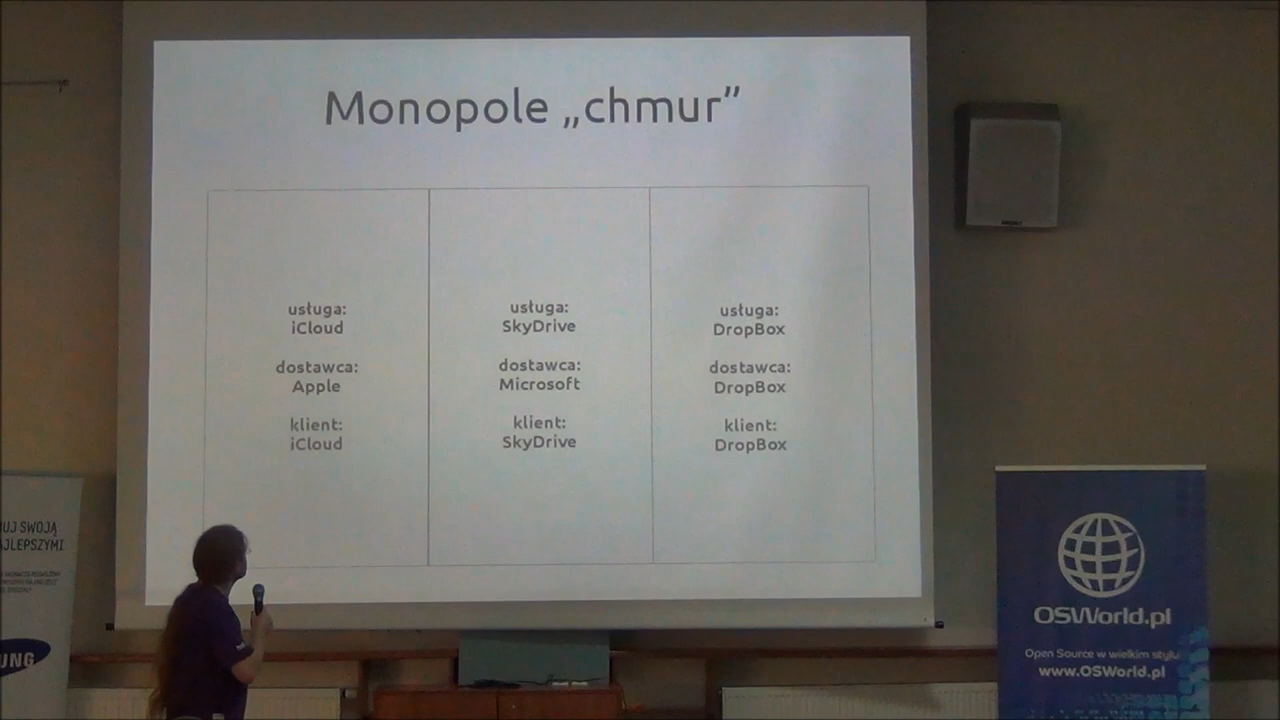 Monopole „chmur”
usługa:
iCloud
dostawca:
Apple
klient:
iCloud
usługa:
SkyDrive
dostawca:
Microsoft
klient:
SkyDrive
usługa:
DropBox
dostawca:
DropBox
klient:
DropBox
UJ SWOJĄ
AJLEPSZYMI
UNG
OSWorld.pl
Open Source w wielkim stylu
www.OSWorld.pl